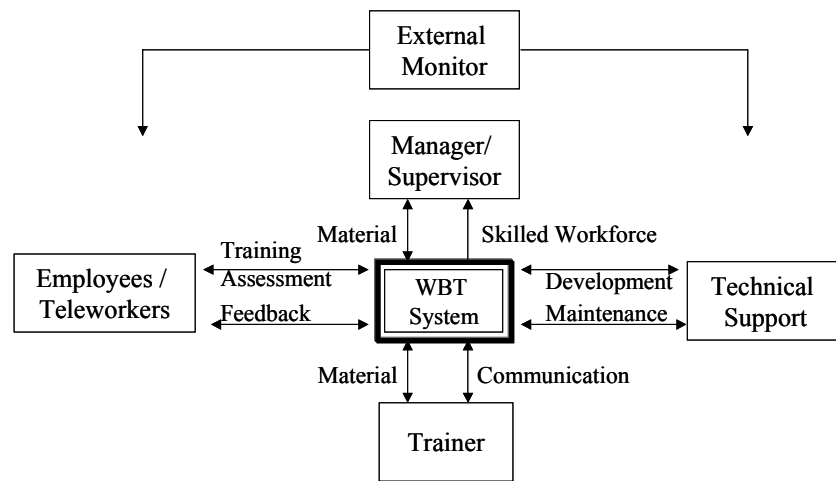 External
Monitor
Manager/
Supervisor
Material
Skilled Workforce
Employees /
Teleworkers
Training
Assessment
Feedback
WBT
System
Development
Maintenance
Technical
Support
Material
Communication
Trainer